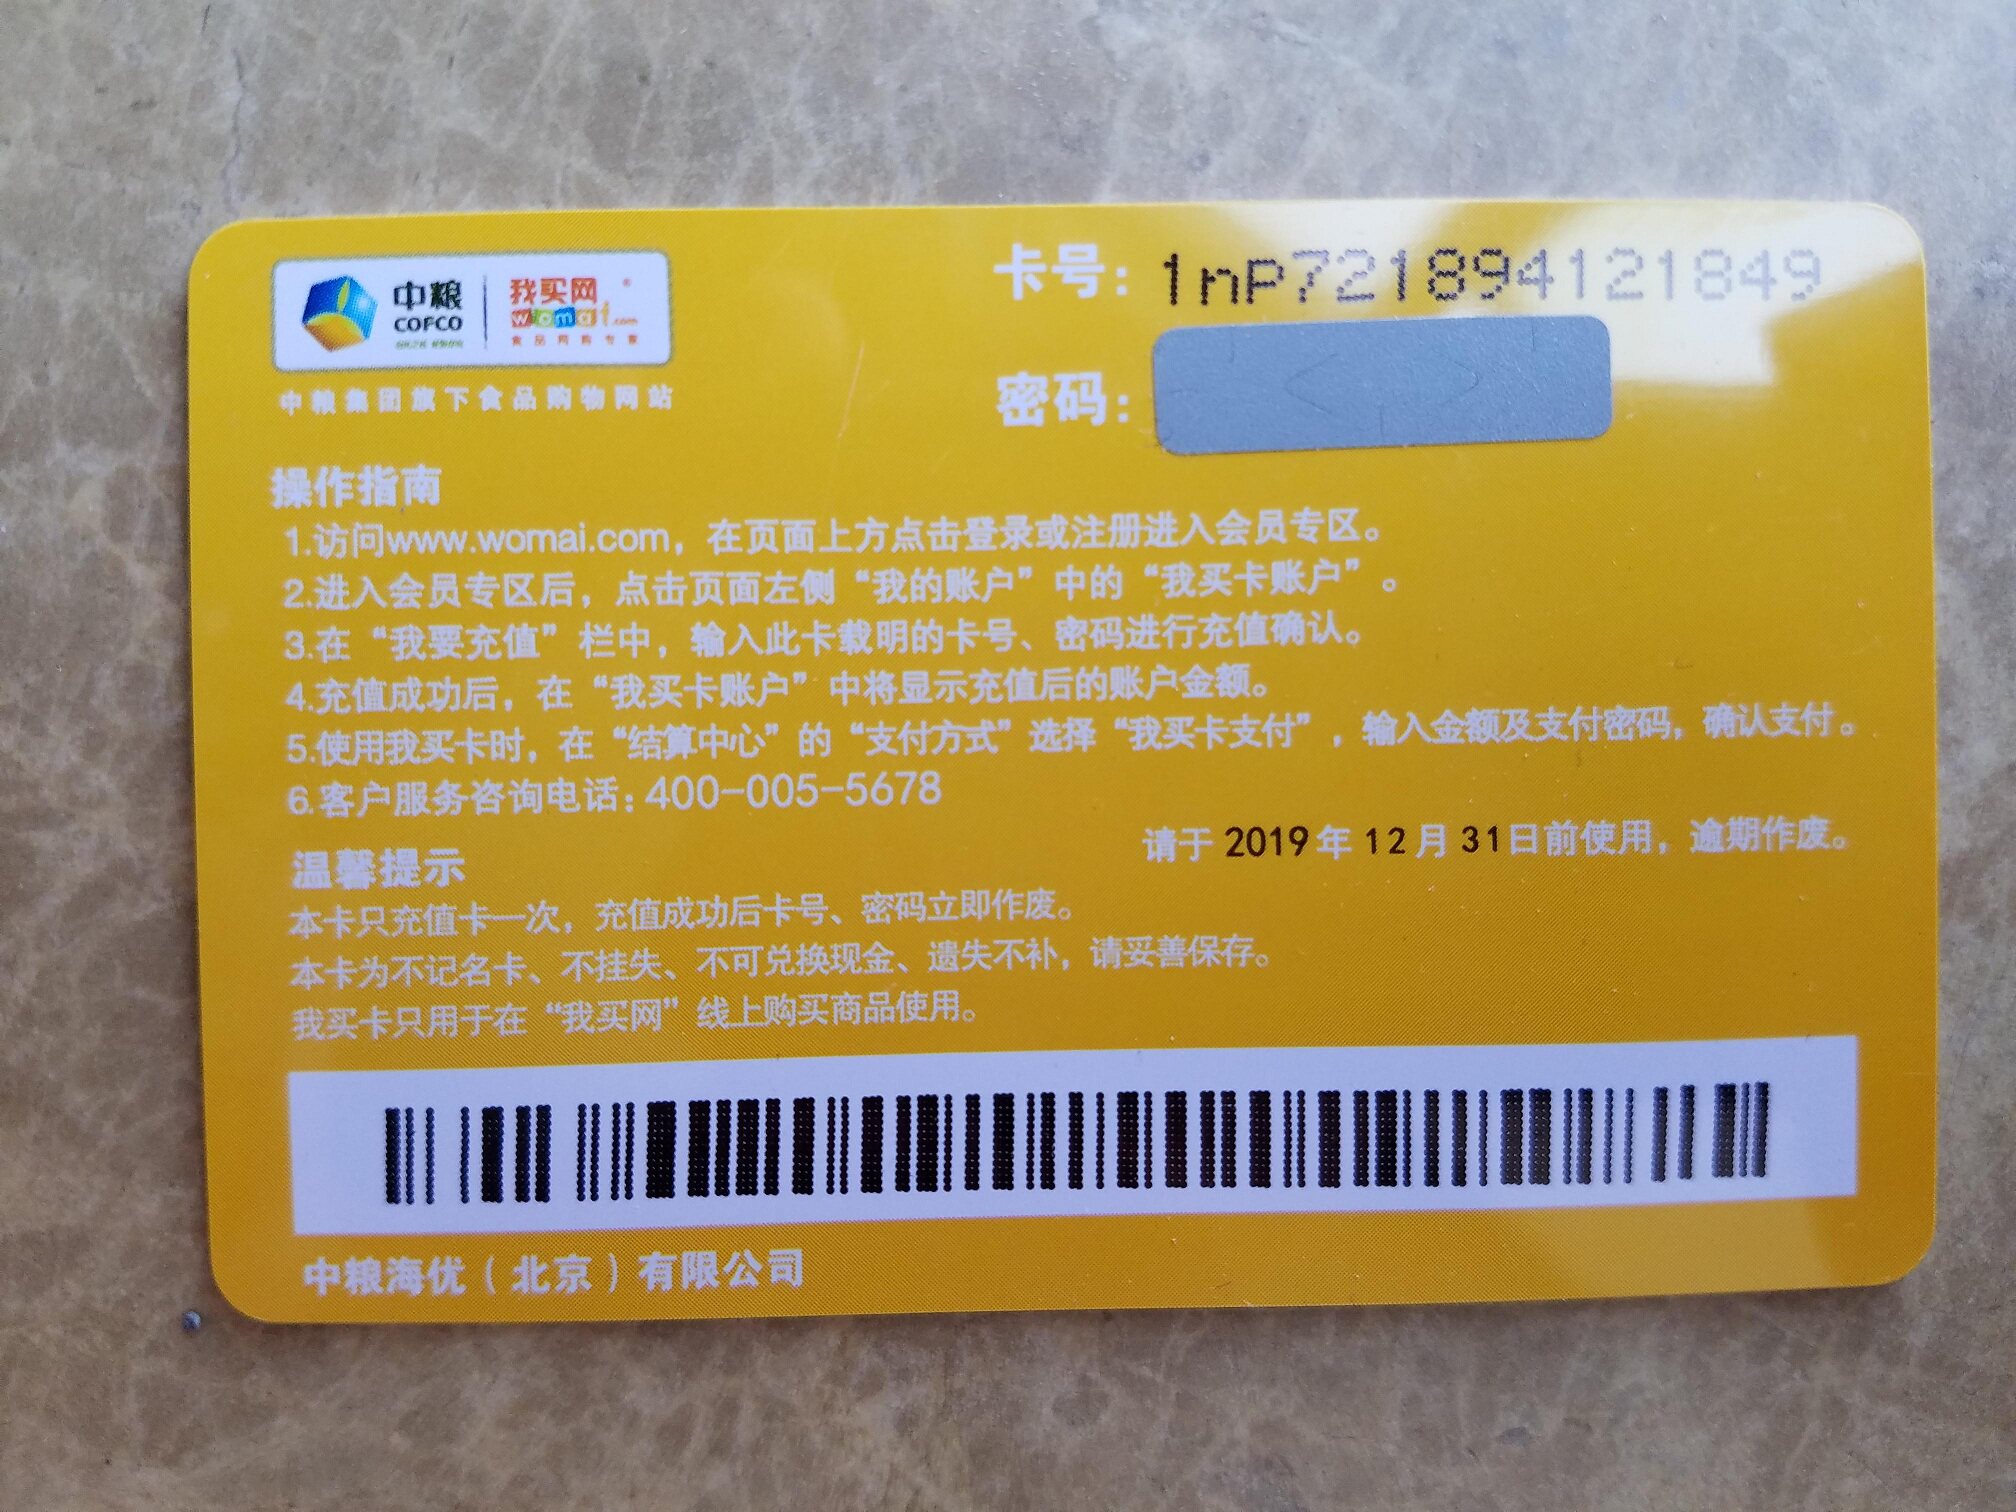 中粮
COFCO
我买网
womai.com
食品网购专家
中粮集团旗下食品购物网站
卡号：1nP721894121849
密码：
操作指南
1.访问www.womai.com，在页面上方点击登录或注册进入会员专区。
2.进入会员专区后，点击页面左侧“我的账户”中的“我买卡账户”。
3.在“我要充值”栏中，输入此卡载明的卡号、密码进行充值确认。
4.充值成功后，在“我买卡账户”中将显示充值后的账户金额。
5.使用我买卡时，在“结算中心”的“支付方式”选择“我买卡支付”，输入金额及支付密码，确认支付。
6.客户服务咨询电话：400-005-5678
请于2019年12月31日前使用，逾期作废。
温馨提示
本卡只充值卡一次，充值成功后卡号、密码立即作废。
本卡为不记名卡、不挂失、不可兑换现金、遗失不补，请妥善保存。
我买卡只用于在“我买网”线上购买商品使用。
中粮海优（北京）有限公司